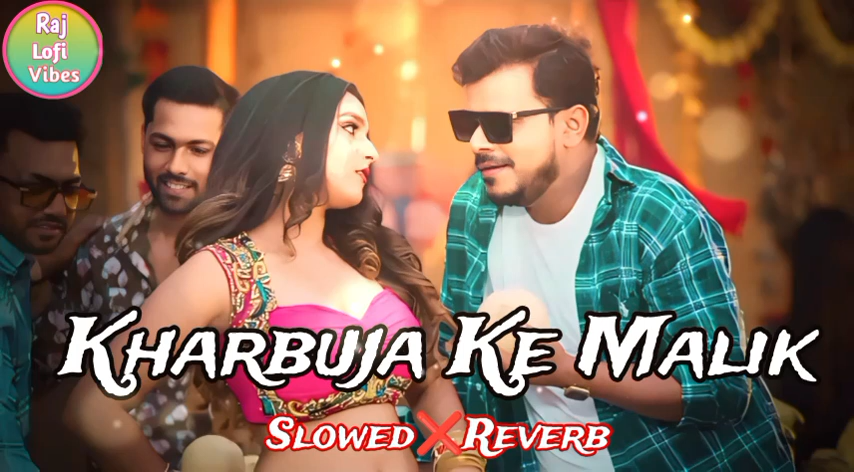 Raj
Lofi
Vibes
Kharbuja Ke Malik
Slowed❌Reverb